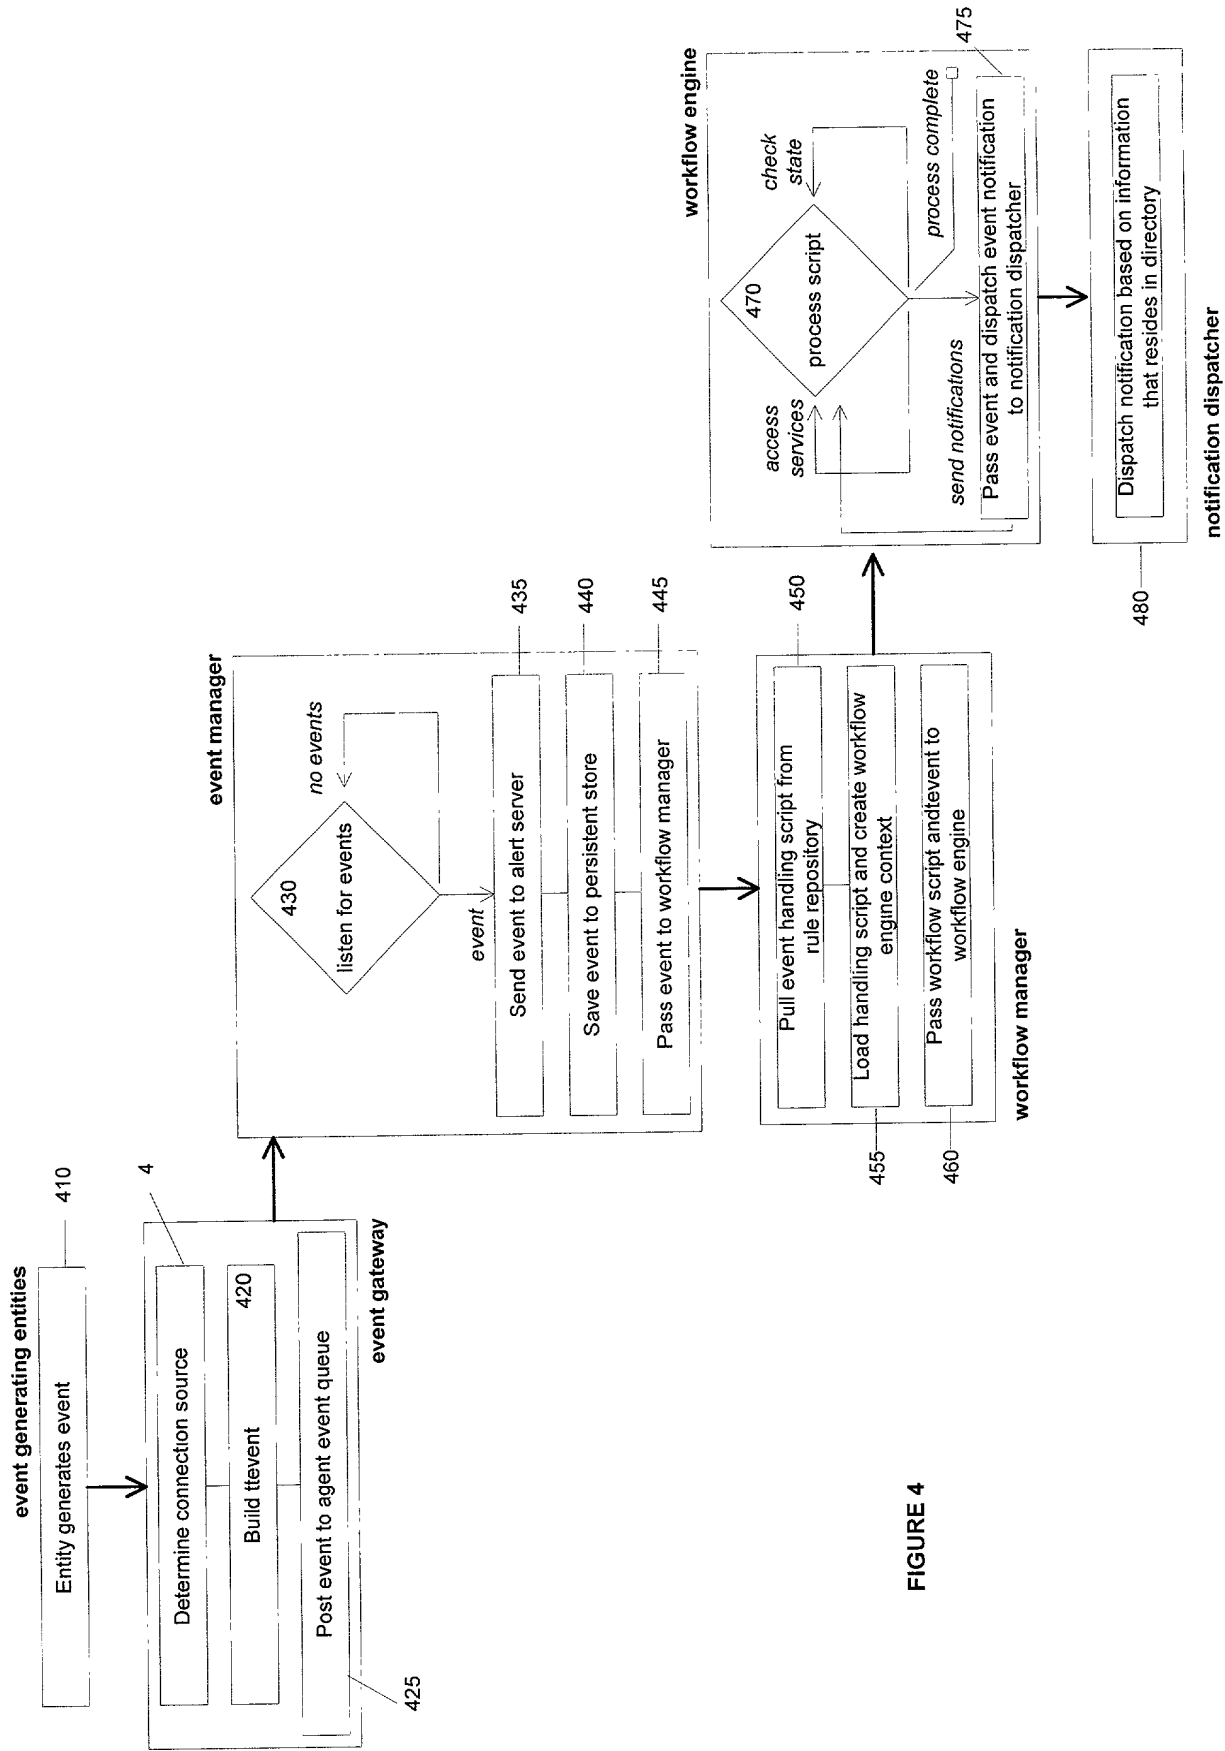 event generating entities
Entity generates event
410
Determine connection source
4
Build ttevent
420
Post event to agent event queue
425
event gateway
event manager
430
listen for events
no events
event
Send event to alert server
435
Save event to persistent store
440
Pass event to workflow manager
445
Pull event handling script from
rule repository
450
Load handling script and create workflow
engine context
455
Pass workflow script andtevent to
workflow engine
460
workflow manager
workflow engine
470
process script
check
state
access
services
process complete
send notifications
Pass event and dispatch event notification
to notification dispatcher
475
Dispatch notification based on information
that resides in directory
480
notification dispatcher
FIGURE 4